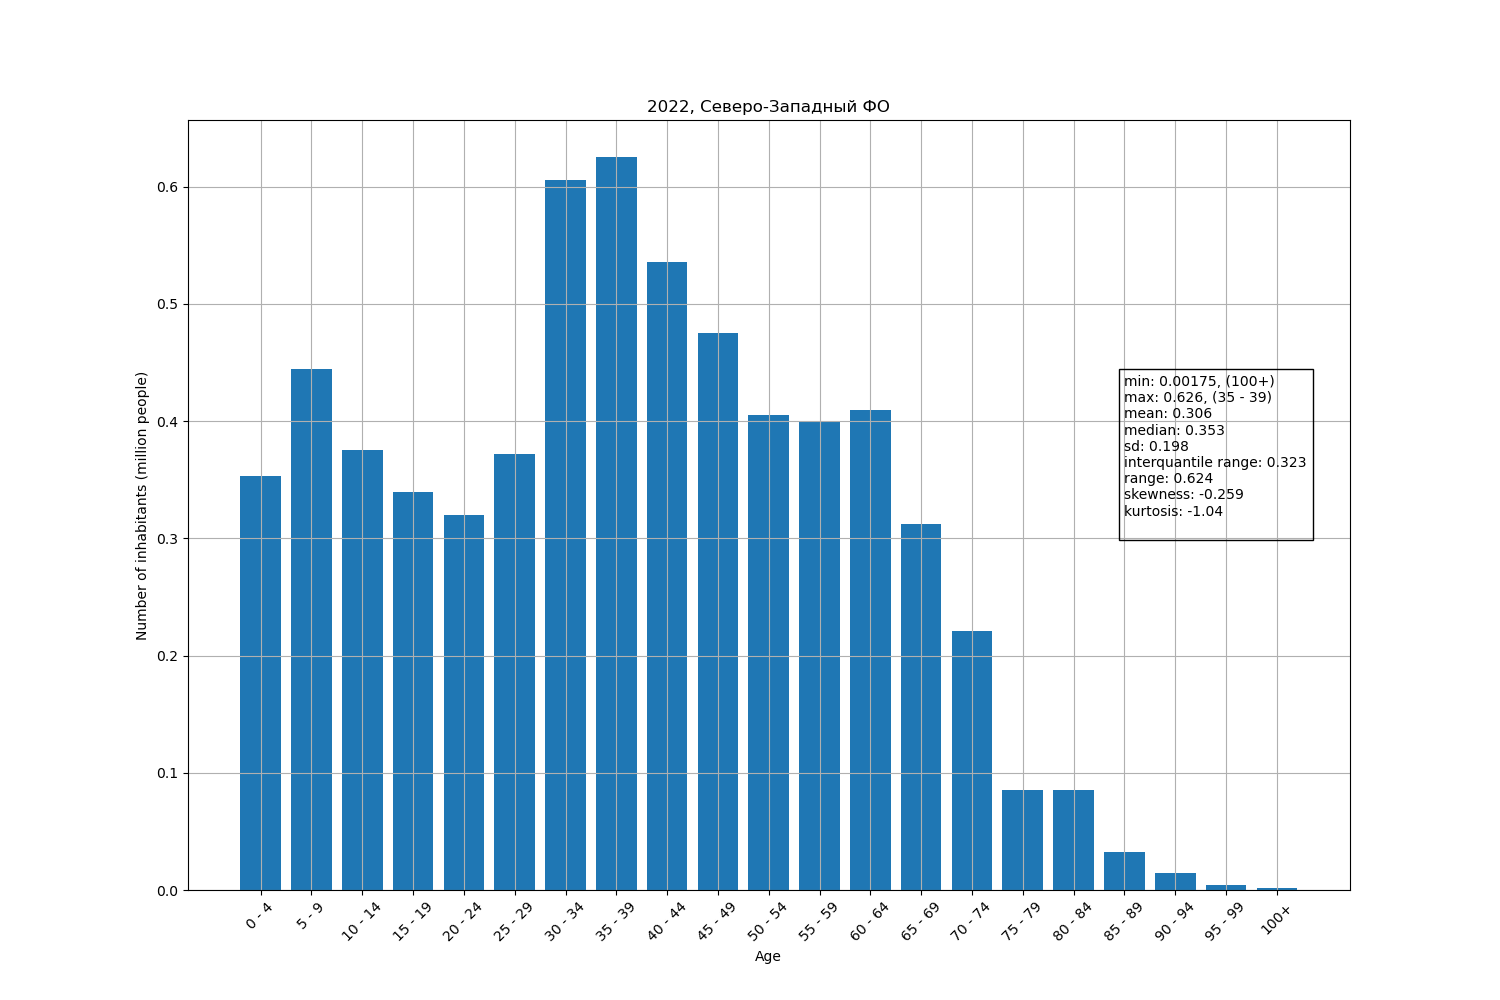 2022, Северо-Западный ФО
Number of inhabitants (million people)
0.6
0.5
0.4
0.3
0.2
0.1
0.0
min: 0.00175, (100+)
max: 0.626, (35 - 39)
mean: 0.306
median: 0.353
sd: 0.198
interquantile range: 0.323
range: 0.624
skewness: -0.259
kurtosis: -1.04
0 - 4
5 - 9
10 - 14
15 - 19
20 - 24
25 - 29
30 - 34
35 - 39
40 - 44
45 - 49
50 - 54
55 - 59
60 - 64
65 - 69
70 - 74
75 - 79
80 - 84
85 - 89
90 - 94
95 - 99
100+
Age